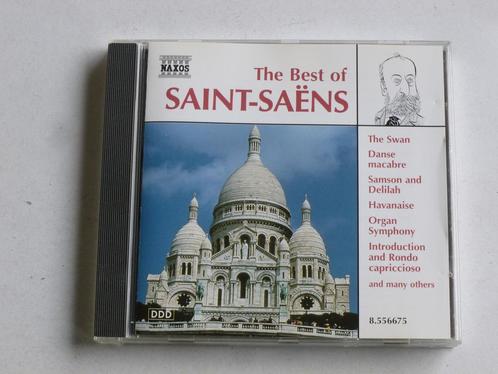 NAXOS
The Best of
SAINT-SAËNS
The Swan
Danse
macabre
Samson and
Delilah
Havanaise
Organ
Symphony
Introduction
and Rondo
capriccioso
and many others
DDD
8.556675